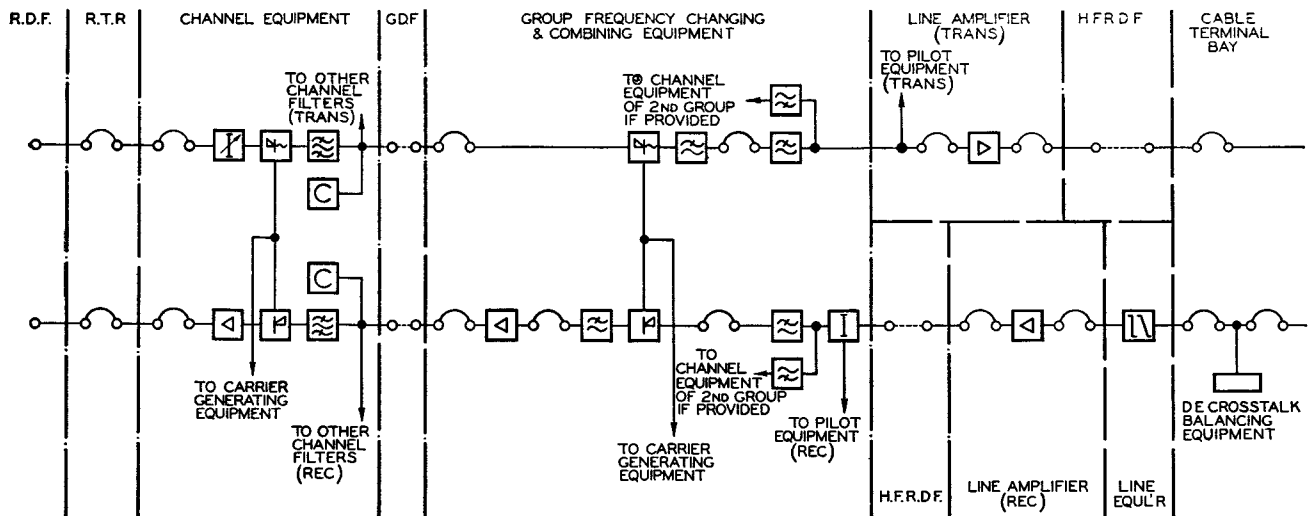 R.D.F.
R.T.R
CHANNEL EQUIPMENT
G.D.F
GROUP FREQUENCY CHANGING
& COMBINING EQUIPMENT
LINE AMPLIFIER
(TRANS)
H.F.R.D F
CABLE
TERMINAL
BAY
TO OTHER
CHANNEL
FILTERS
(TRANS)
TO CHANNEL
EQUIPMENT
OF 2ND GROUP
IF PROVIDED
TO PILOT
EQUIPMENT
(TRANS)
C
C
TO CARRIER
GENERATING
EQUIPMENT
TO OTHER
CHANNEL
FILTERS
(REC)
TO
CHANNEL
EQUIPMENT
OF 2ND GROUP
IF PROVIDED
TO CARRIER
GENERATING
EQUIPMENT
TO PILOT
EQUIPMENT
(REC)
D E CROSSTALK
BALANCING
EQUIPMENT
H.F.R.D.F.
LINE AMPLIFIER
(REC)
LINE
EQUL'R